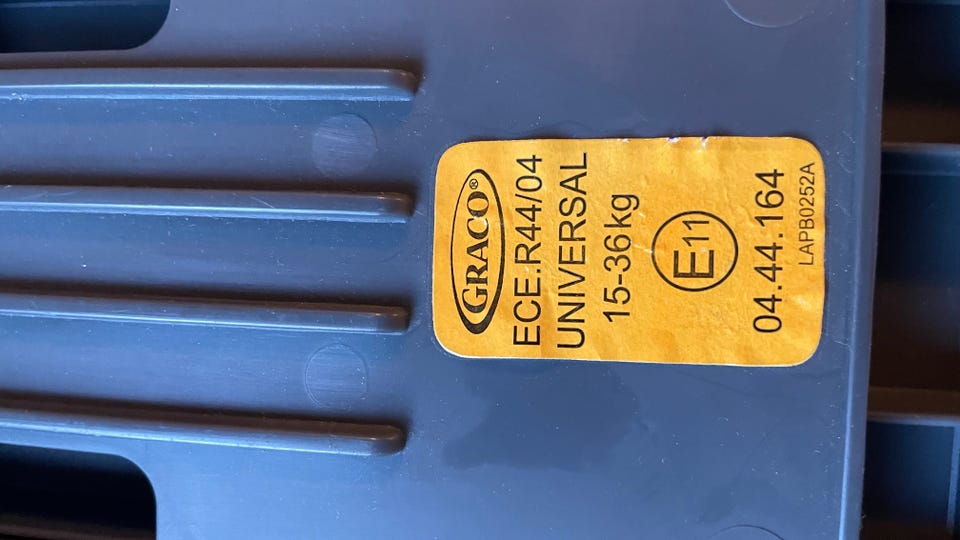 GRACO®
ECE.R44/04
UNIVERSAL
15-36kg
E11
04.44.164
LAPB0252A